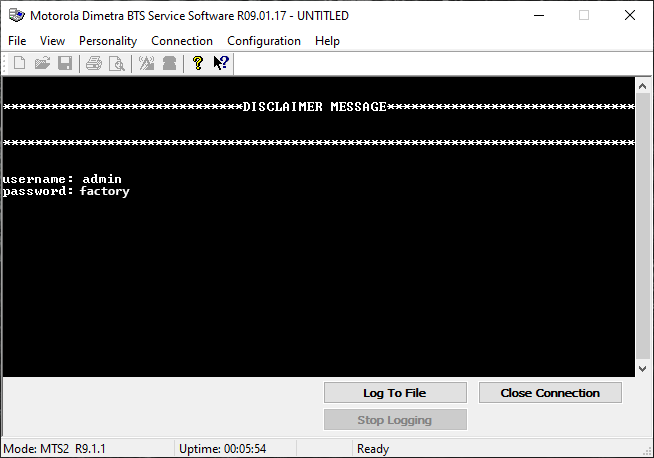 Motorola Dimetra BTS Service Software R09.01.17 - UNTITLED
File View Personality Connection Configuration Help
*****************************DISCLAIMER MESSAGE*******************************
*******************************************************************************
username: admin
password: factory
Log To File Close Connection
Stop Logging
Mode: MTS2 R9.1.1 Uptime: 00:05:54 Ready